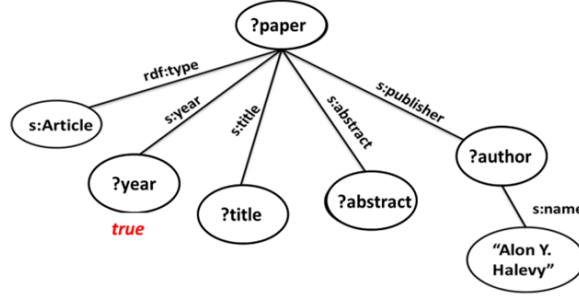 ?paper
rdf:type
s:year
s:title
s:abstract
s:publisher
s:Article
?year
?title
?abstract
?author
true
s:name
“Alon Y.
Halevy”